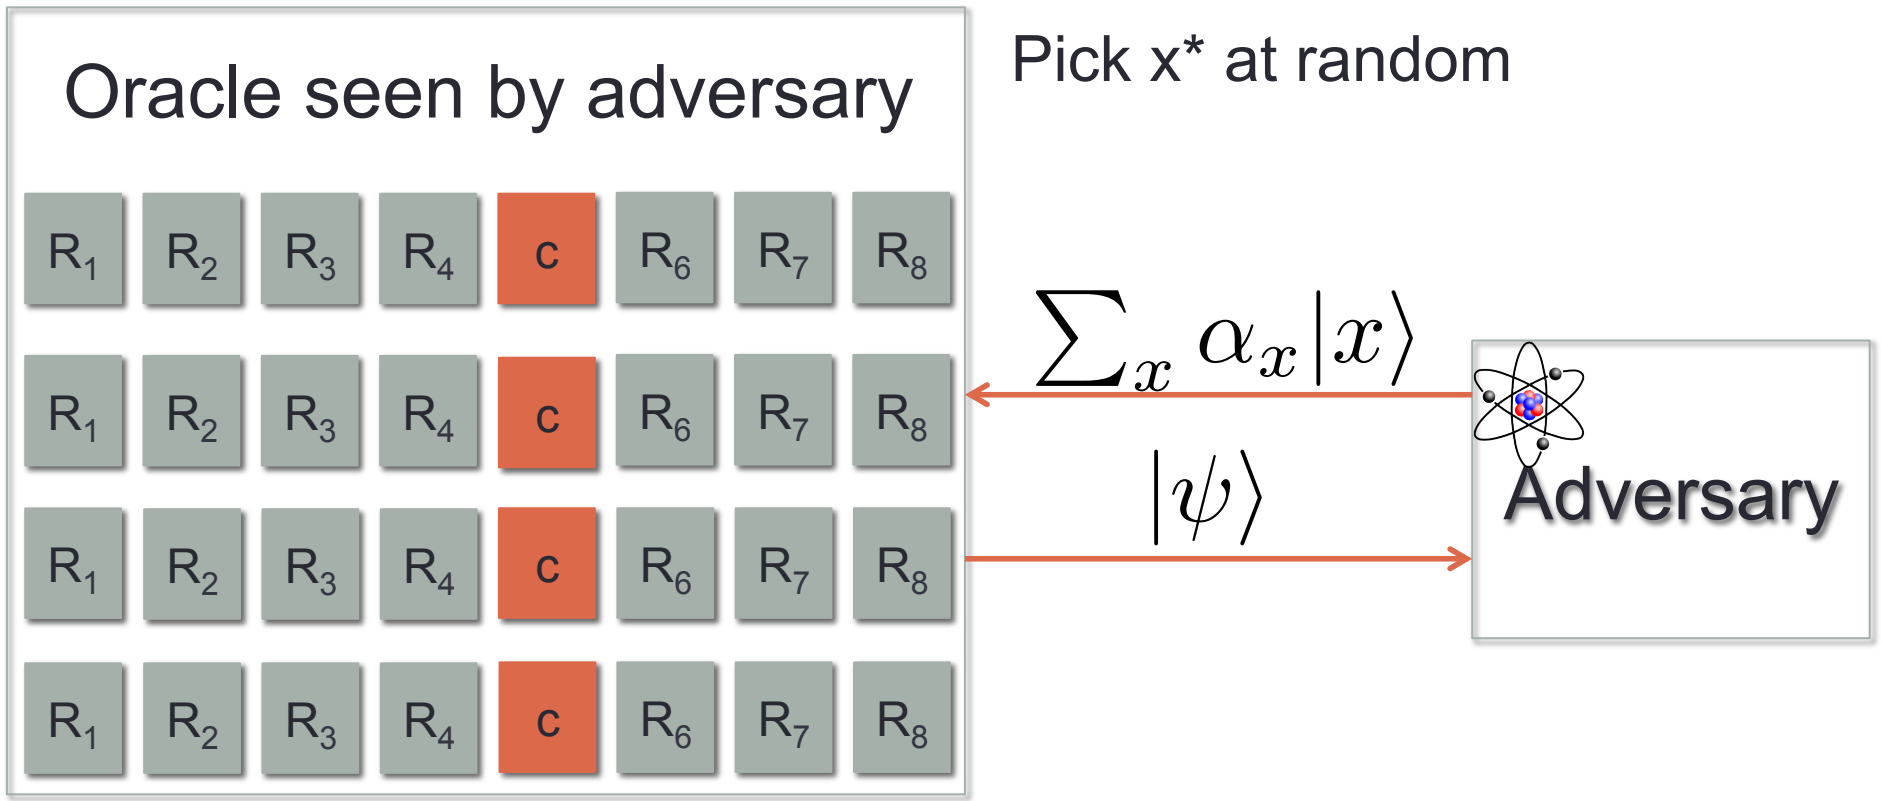 Oracle seen by adversary
Pick x* at random
R₁ R₂ R₃ R₄ c R₆ R₇ R₈
R₁ R₂ R₃ R₄ c R₆ R₇ R₈
R₁ R₂ R₃ R₄ c R₆ R₇ R₈
R₁ R₂ R₃ R₄ c R₆ R₇ R₈
∑ₓ αₓ|x⟩
|ψ⟩
Adversary